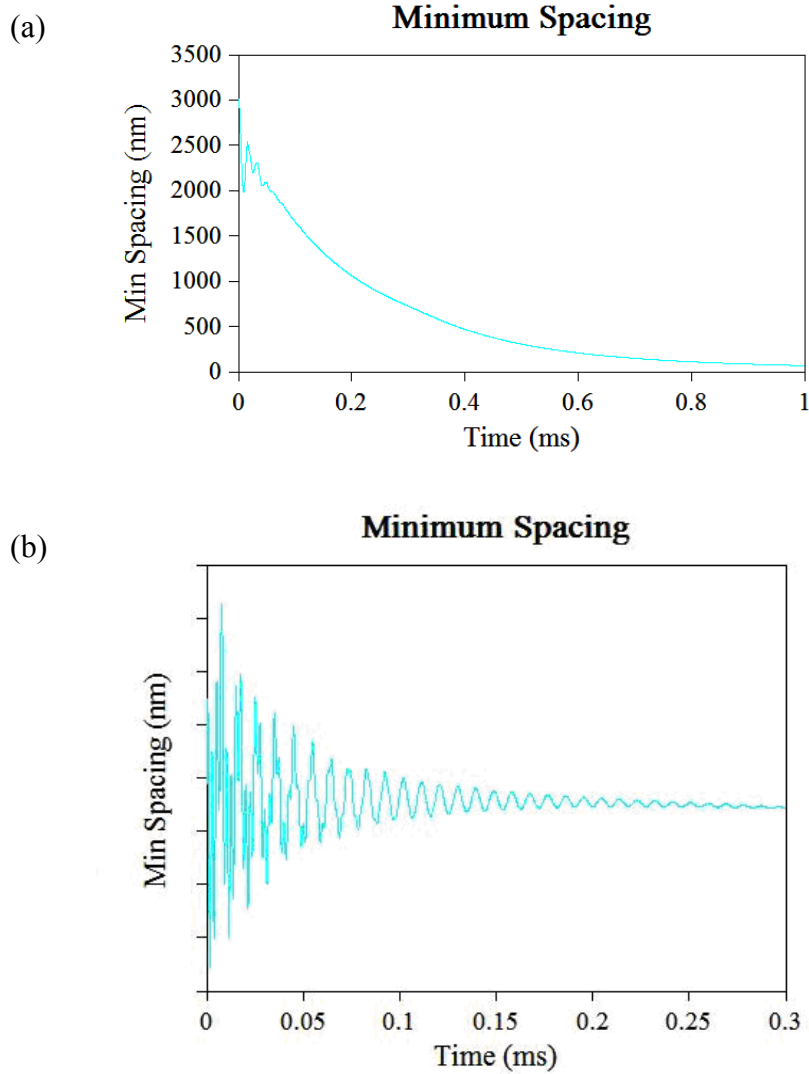 (a)
Minimum Spacing
Min Spacing (nm)
3500
3000
2500
2000
1500
1000
500
0
0 0.2 0.4 0.6 0.8 1
Time (ms)
(b)
Minimum Spacing
Min Spacing (nm)
0 0.05 0.1 0.15 0.2 0.25 0.3
Time (ms)